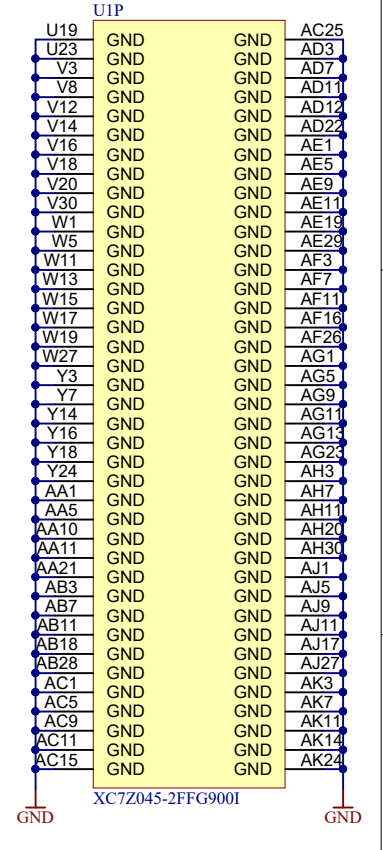 U1P
U19 GND GND AC25
U23 GND GND AD3
V3 GND GND AD7
V8 GND GND AD11
V12 GND GND AD12
V14 GND GND AD22
V16 GND GND AE1
V18 GND GND AE5
V20 GND GND AE9
V30 GND GND AE11
W1 GND GND AE19
W5 GND GND AE29
W11 GND GND AF3
W13 GND GND AF7
W15 GND GND AF11
W17 GND GND AF16
W19 GND GND AF26
W27 GND GND AG1
Y3 GND GND AG5
Y7 GND GND AG9
Y14 GND GND AG11
Y16 GND GND AG13
Y18 GND GND AG23
Y24 GND GND AH3
AA1 GND GND AH7
AA5 GND GND AH11
AA10 GND GND AH20
AA11 GND GND AH30
AA21 GND GND AJ1
AB3 GND GND AJ5
AB7 GND GND AJ9
AB11 GND GND AJ11
AB18 GND GND AJ17
AB28 GND GND AJ27
AC1 GND GND AK3
AC5 GND GND AK7
AC9 GND GND AK11
AC11 GND GND AK14
AC15 GND GND AK24
XC7Z045-2FFG900I
GND GND